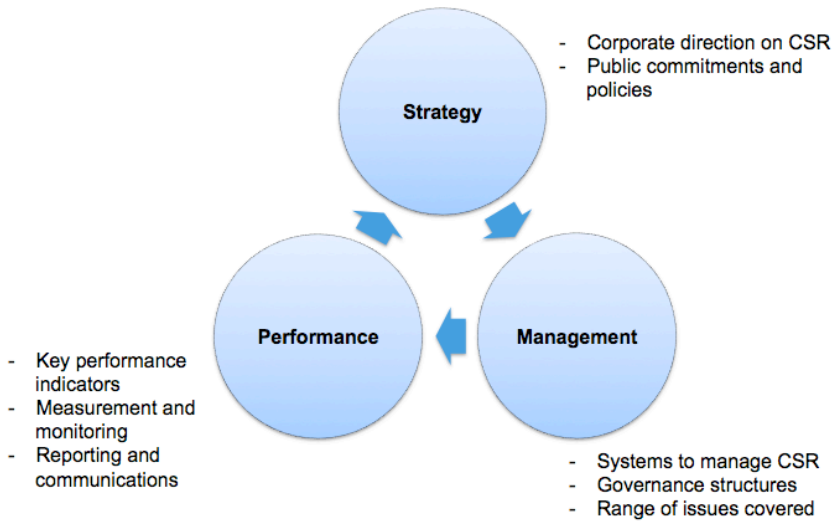 Strategy
- Corporate direction on CSR
- Public commitments and
policies
Performance
Management
- Key performance
indicators
- Measurement and
monitoring
- Reporting and
communications
- Systems to manage CSR
- Governance structures
- Range of issues covered